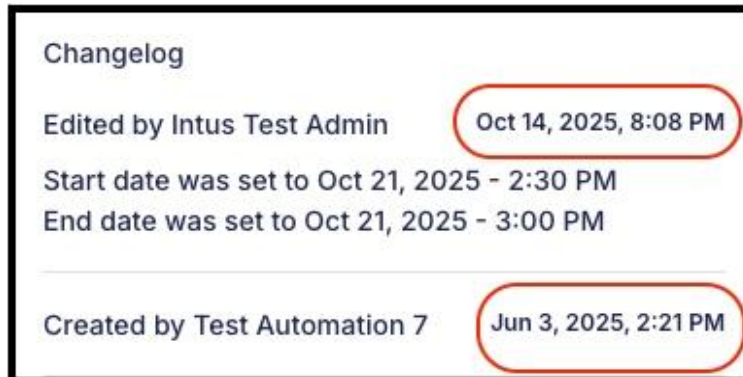 Changelog
Edited by Intus Test Admin Oct 14, 2025, 8:08 PM
Start date was set to Oct 21, 2025 - 2:30 PM
End date was set to Oct 21, 2025 - 3:00 PM
Created by Test Automation 7 Jun 3, 2025, 2:21 PM